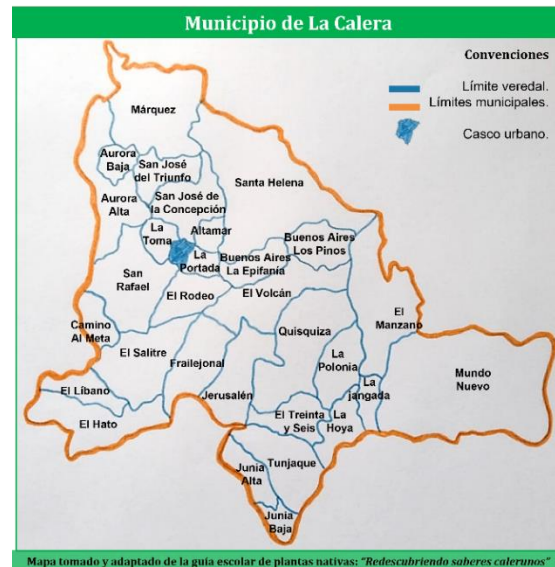 Municipio de La Calera
Convenciones
Límite veredal.
Límites municipales.
Casco urbano.
Márquez
Aurora
Baja
San José
del Triunfo
Santa Helena
Aurora
Alta
San José de
la Concepción
La
Toma
Altamar
Buenos Aires
Los Pinos
La
Portada
Buenos Aires
La Epifanía
San
Rafael
El Rodeo
El Volcán
El
Manzano
Camino
Al Meta
Quisquiza
El Salitre
Frailejonal
La
Polonia
Mundo
Nuevo
El Líbano
Jerusalén
La
jangada
El Hato
El Treinta
y Seis
La
Hoya
Tunjaque
Junia
Alta
Junia
Baja
Mapa tomado y adaptado de la guía escolar de plantas nativas: "Redescubriendo saberes calerunos"